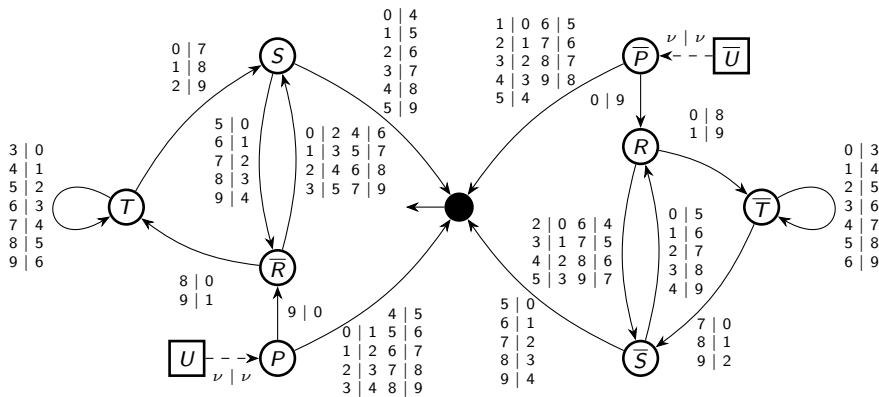 0 | 4
1 | 5
2 | 6
3 | 7
4 | 8
5 | 9
1 | 0 6 | 5
2 | 1 7 | 6
3 | 2 8 | 7
4 | 3 9 | 8
5 | 4
0 | 7
1 | 8
2 | 9
S
P̅
ν | ν
U̅
0 | 9
5 | 0
6 | 1
7 | 2
8 | 3
9 | 4
0 | 2 4 | 6
1 | 3 5 | 7
2 | 4 6 | 8
3 | 5 7 | 9
0 | 8
1 | 9
R
3 | 0
4 | 1
5 | 2
6 | 3
7 | 4
8 | 5
9 | 6
T
T̅
0 | 3
1 | 4
2 | 5
3 | 6
4 | 7
5 | 8
6 | 9
2 | 0 6 | 4
3 | 1 7 | 5
4 | 2 8 | 6
5 | 3 9 | 7
0 | 5
1 | 6
2 | 7
3 | 8
4 | 9
R̅
8 | 0
9 | 1
9 | 0
4 | 5
0 | 1 5 | 6
1 | 2 6 | 7
2 | 3 7 | 8
3 | 4 8 | 9
5 | 0
6 | 1
7 | 2
8 | 3
9 | 4
7 | 0
8 | 1
9 | 2
U
ν | ν
P
S̅